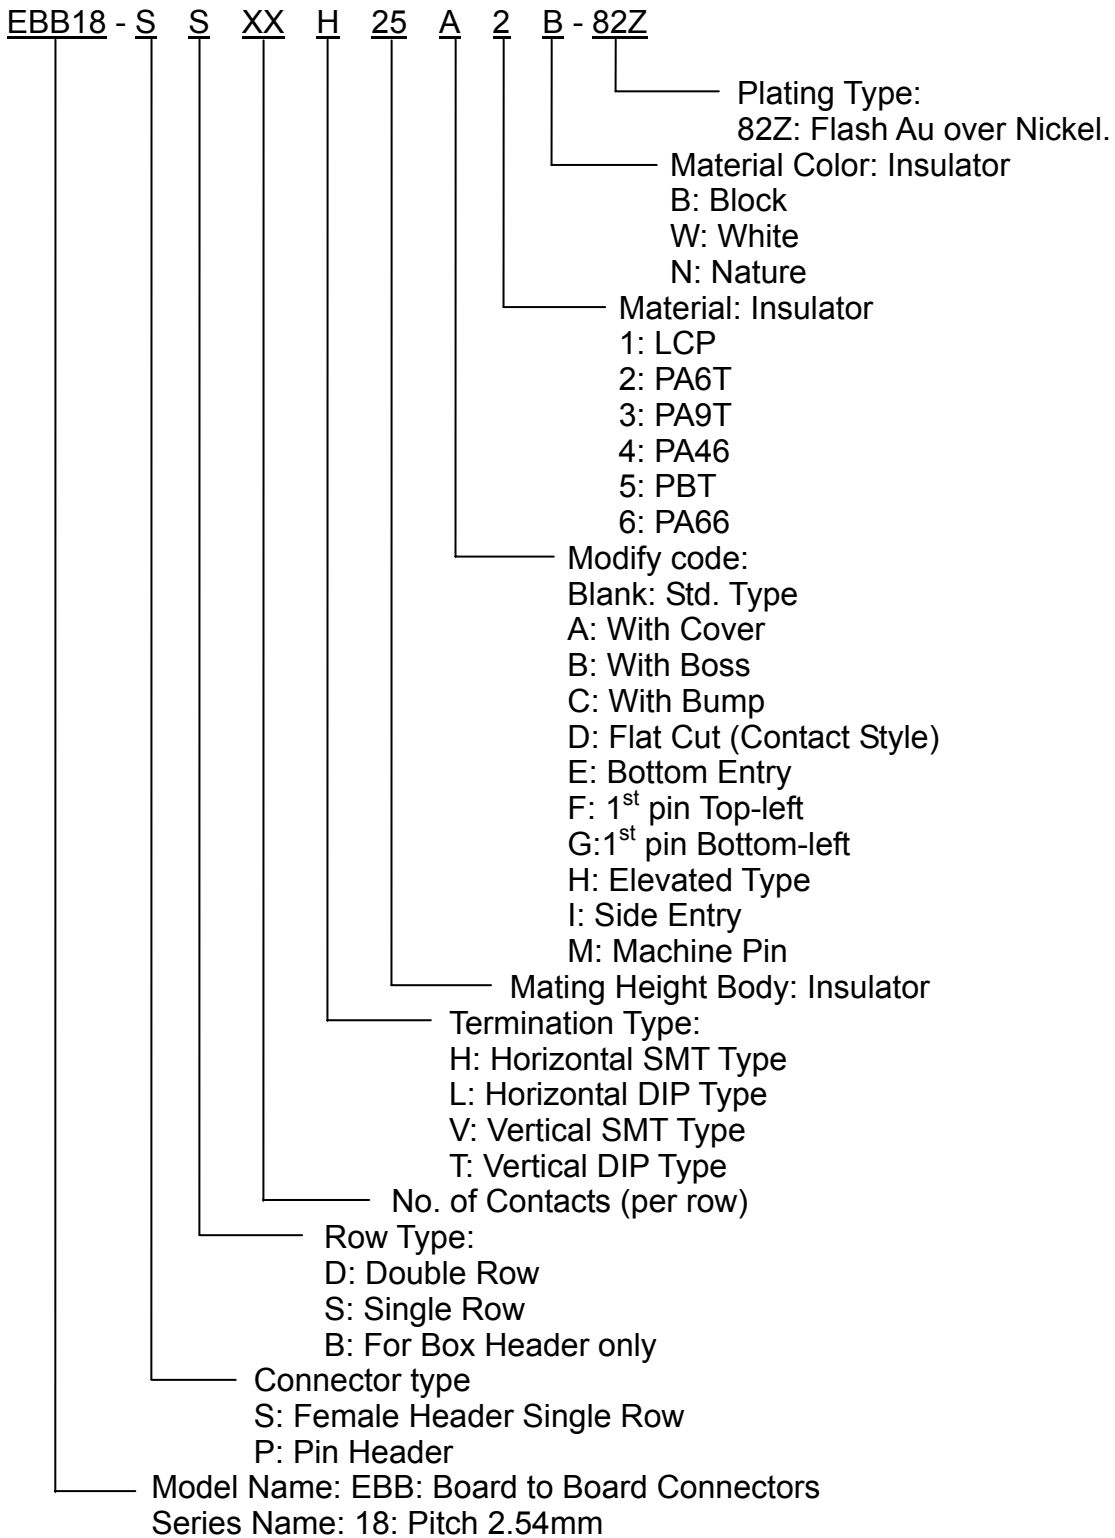 EBB18 - S S XX H 25 A 2 B - 82Z
Plating Type:
82Z: Flash Au over Nickel.
Material Color: Insulator
B: Block
W: White
N: Nature
Material: Insulator
1: LCP
2: PA6T
3: PA9T
4: PA46
5: PBT
6: PA66
Modify code:
Blank: Std. Type
A: With Cover
B: With Boss
C: With Bump
D: Flat Cut (Contact Style)
E: Bottom Entry
F: 1st pin Top-left
G:1st pin Bottom-left
H: Elevated Type
I: Side Entry
M: Machine Pin
Mating Height Body: Insulator
Termination Type:
H: Horizontal SMT Type
L: Horizontal DIP Type
V: Vertical SMT Type
T: Vertical DIP Type
No. of Contacts (per row)
Row Type:
D: Double Row
S: Single Row
B: For Box Header only
Connector type
S: Female Header Single Row
P: Pin Header
Model Name: EBB: Board to Board Connectors
Series Name: 18: Pitch 2.54mm